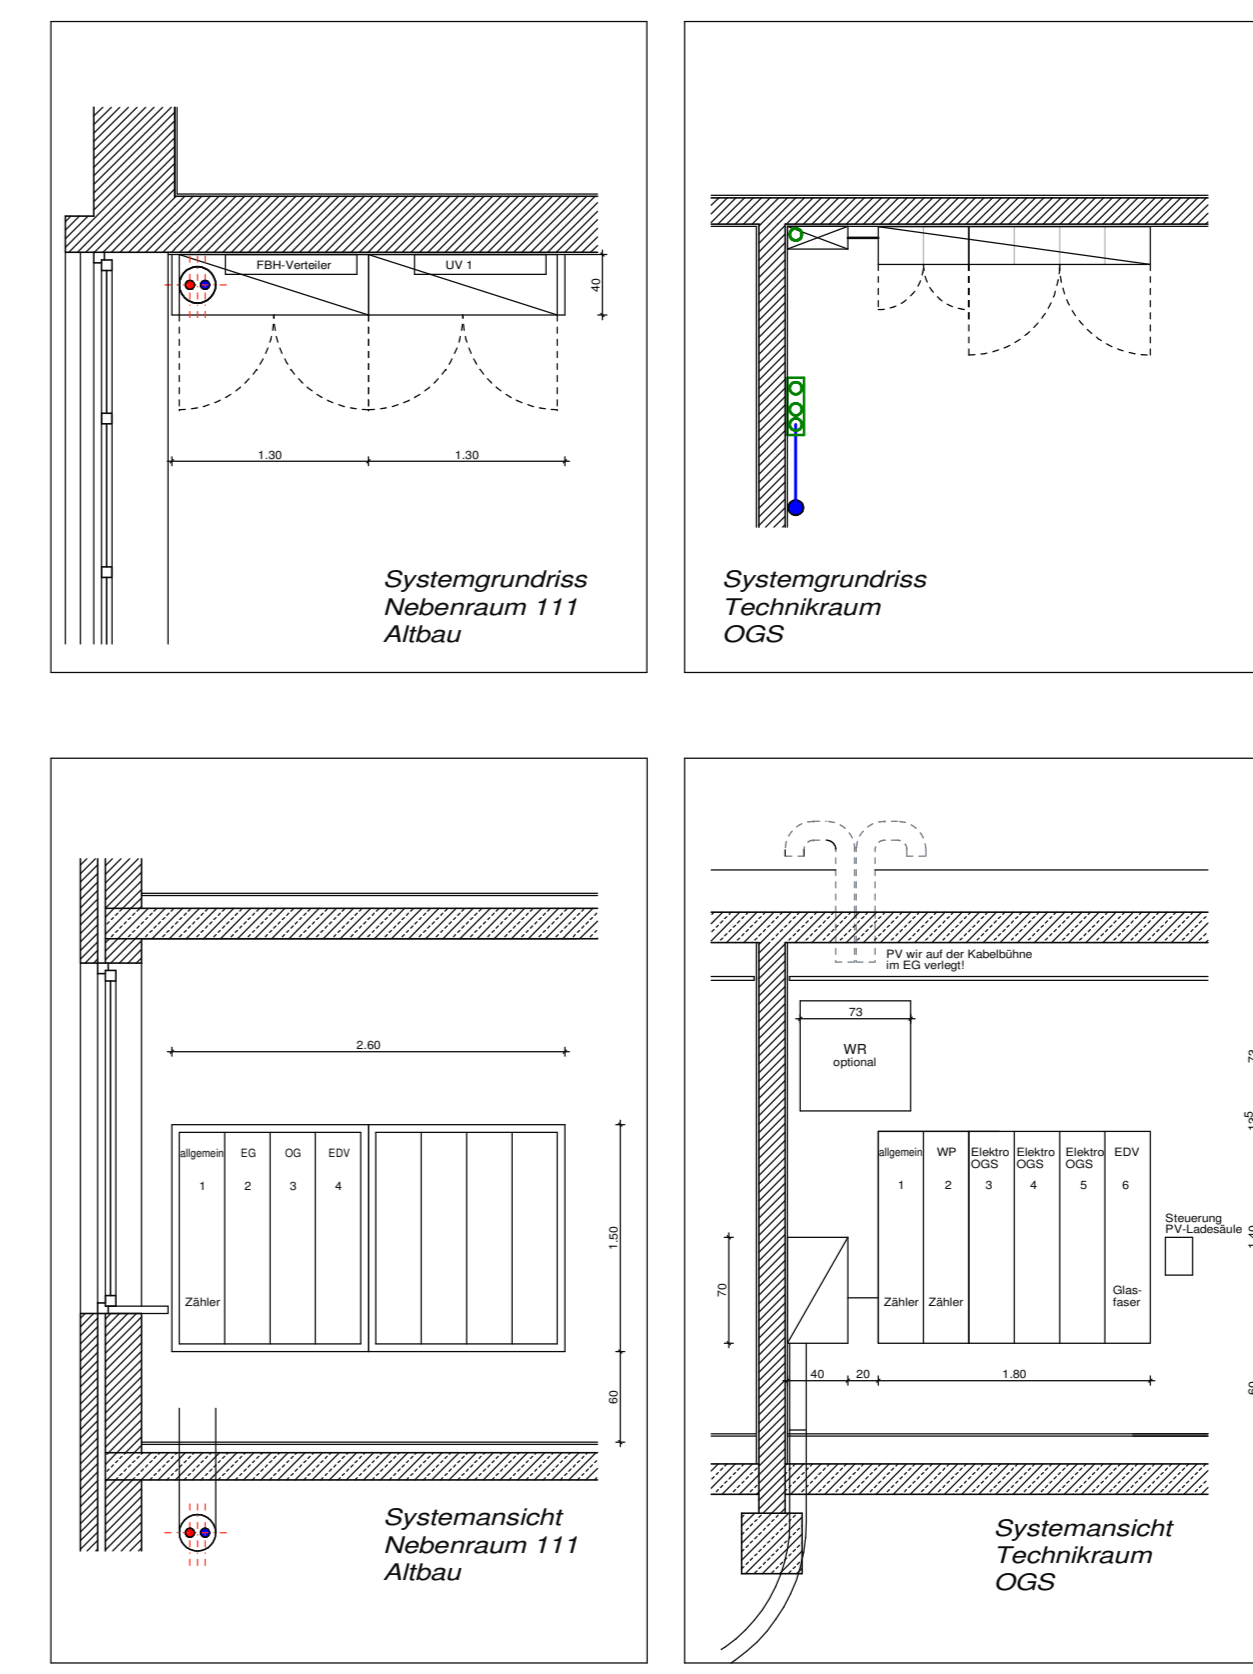 FBH-Verteiler
UV 1
40
1.30
1.30
Systemgrundriss
Nebenraum 111
Altbau
Systemgrundriss
Technikraum
OGS
2.60
allgemein EG OG EDV
1 2 3 4
Zähler
1.50
60
Systemansicht
Nebenraum 111
Altbau
PV wir auf der Kabelbühne
im EG verlegt!
73
WR
optional
73
allgemein WP Elektro Elektro Elektro EDV
OGS OGS OGS
1 2 3 4 5 6
Steuerung
PV-Ladesäule
70
Glas-
Zähler Zähler faser
40 20 1.80
60
Systemansicht
Technikraum
OGS